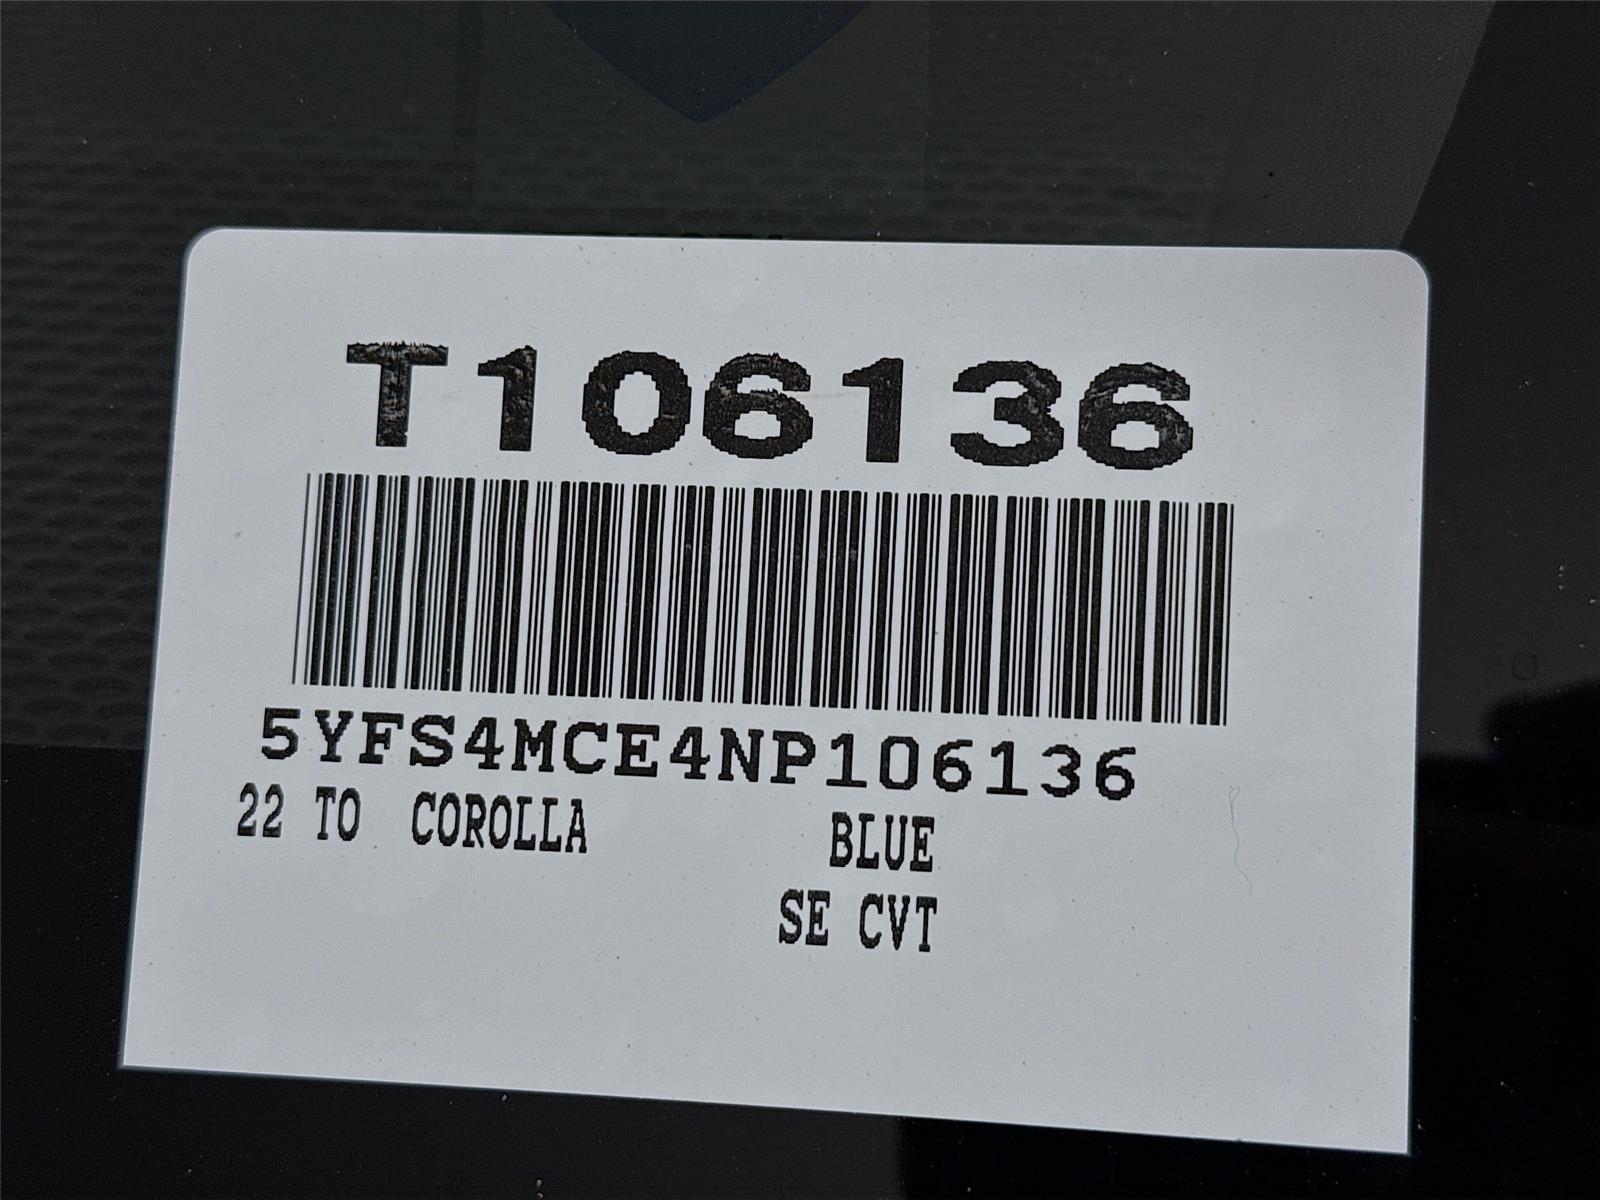 T106136
5YFS4MCE4NP106136
22 TO COROLLA BLUE
SE CVT